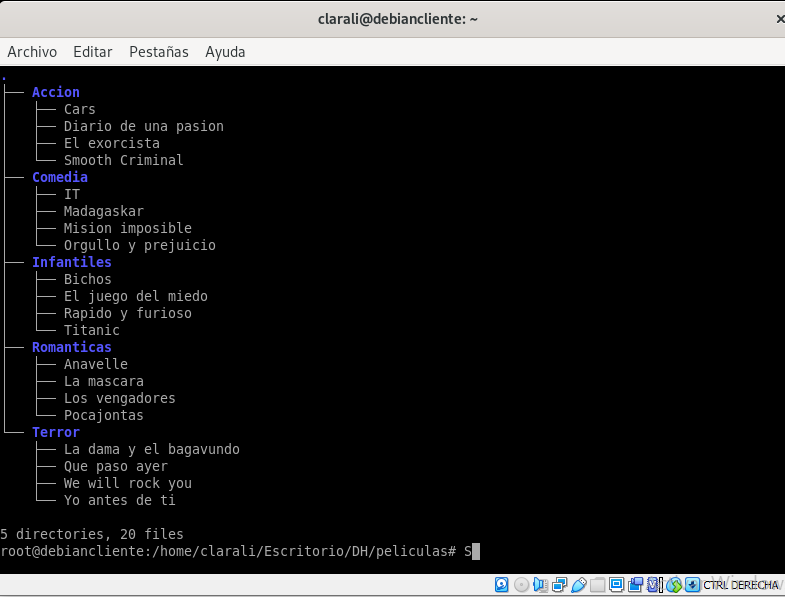 clarali@debiancliente: ~
Archivo Editar Pestañas Ayuda
.
├── Accion
│   ├── Cars
│   ├── Diario de una pasion
│   ├── El exorcista
│   └── Smooth Criminal
├── Comedia
│   ├── IT
│   ├── Madagaskar
│   ├── Mision imposible
│   └── Orgullo y prejuicio
├── Infantiles
│   ├── Bichos
│   ├── El juego del miedo
│   ├── Rapido y furioso
│   └── Titanic
├── Romanticas
│   ├── Anavelle
│   ├── La mascara
│   ├── Los vengadores
│   └── Pocajontas
└── Terror
    ├── La dama y el bagavundo
    ├── Que paso ayer
    ├── We will rock you
    └── Yo antes de ti

5 directories, 20 files
root@debiancliente:/home/clarali/Escritorio/DH/peliculas# S
CTRL DERECHA